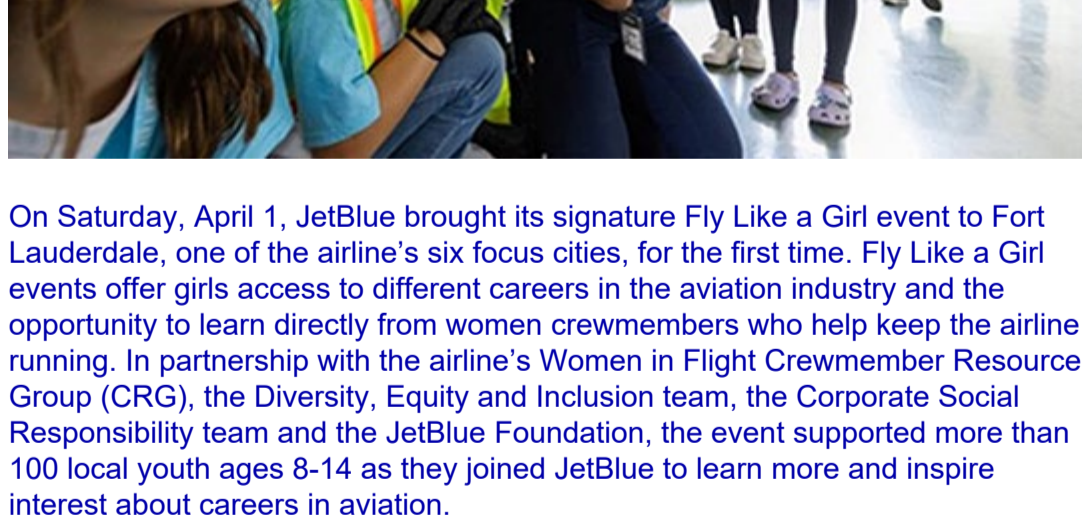 On Saturday, April 1, JetBlue brought its signature Fly Like a Girl event to Fort
Lauderdale, one of the airline’s six focus cities, for the first time. Fly Like a Girl
events offer girls access to different careers in the aviation industry and the
opportunity to learn directly from women crewmembers who help keep the airline
running. In partnership with the airline’s Women in Flight Crewmember Resource
Group (CRG), the Diversity, Equity and Inclusion team, the Corporate Social
Responsibility team and the JetBlue Foundation, the event supported more than
100 local youth ages 8-14 as they joined JetBlue to learn more and inspire
interest about careers in aviation.